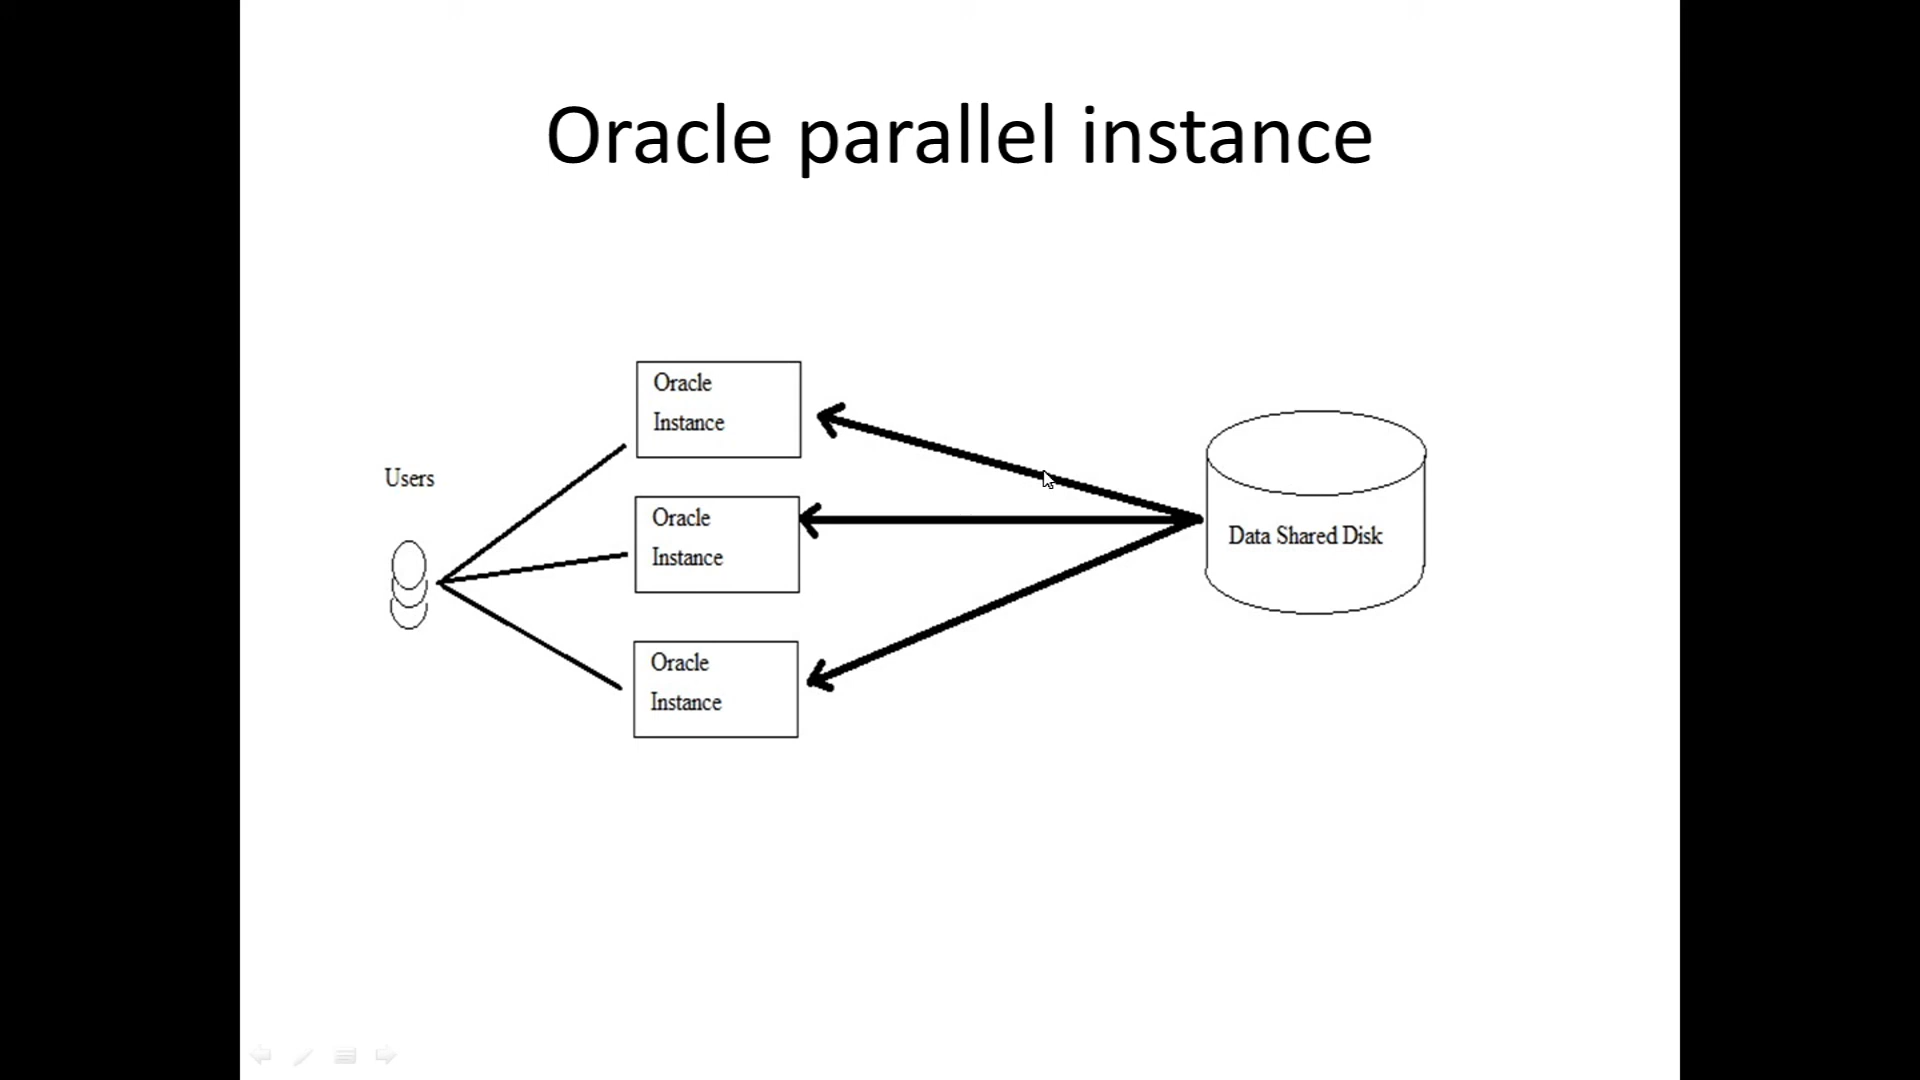 Oracle parallel instance
Oracle
Instance
Users
Oracle
Instance
Data Shared Disk
Oracle
Instance